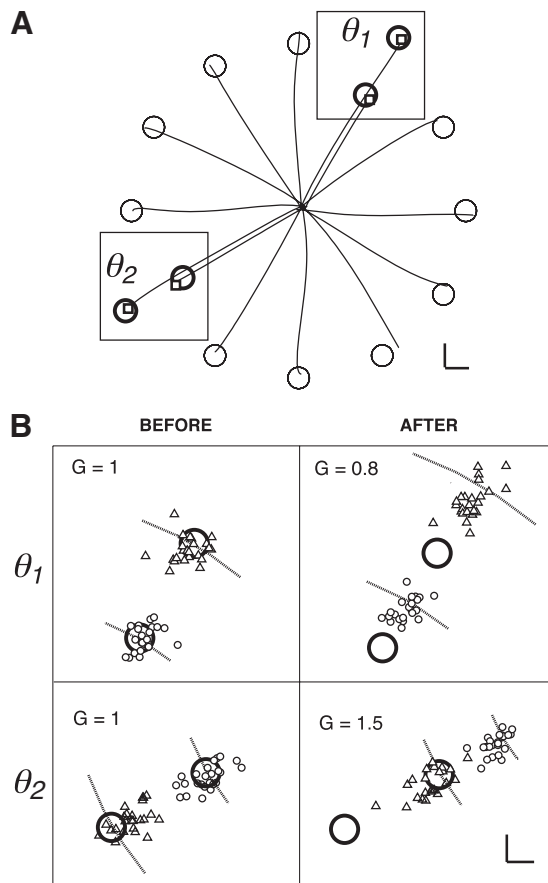 A
θ1
θ2
B
BEFORE
AFTER
θ1
G = 1
G = 0.8
θ2
G = 1
G = 1.5